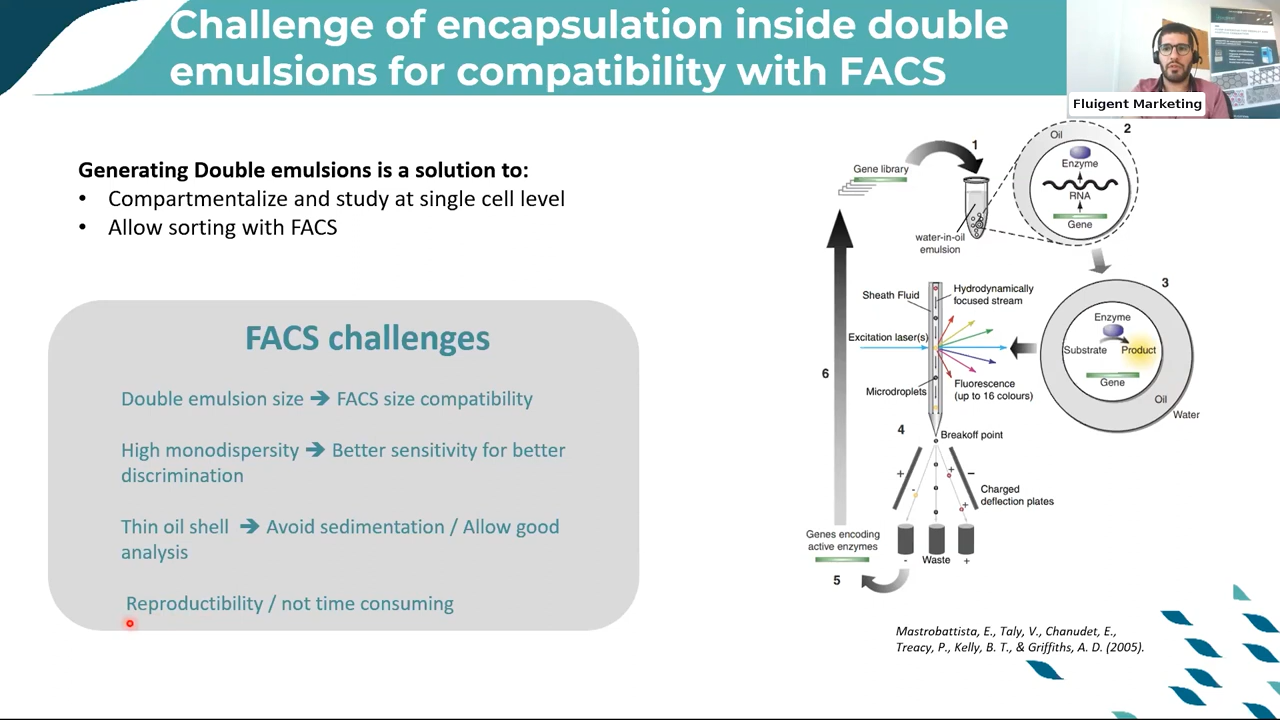 Challenge of encapsulation inside double
emulsions for compatibility with FACS
Fluigent Marketing
Generating Double emulsions is a solution to:
• Compartmentalize and study at single cell level
• Allow sorting with FACS
FACS challenges
Double emulsion size ➔ FACS size compatibility
High monodispersity ➔ Better sensitivity for better
discrimination
Thin oil shell ➔ Avoid sedimentation / Allow good
analysis
Reproductibility / not time consuming
1
Gene library
water-in-oil
emulsion
2
Oil
Enzyme
RNA
Gene
3
Enzyme
Substrate
Product
Gene
Oil
Water
Sheath Fluid
Hydrodynamically
focused stream
Excitation laser(s)
Microdroplets
Fluorescence
(up to 16 colours)
4
Breakoff point
+
-
+
–
+
Charged
deflection plates
-
Waste
+
6
Genes encoding
active enzymes
5
Mastrobattista, E., Taly, V., Chanudet, E.,
Treacy, P., Kelly, B. T., & Griffiths, A. D. (2005).